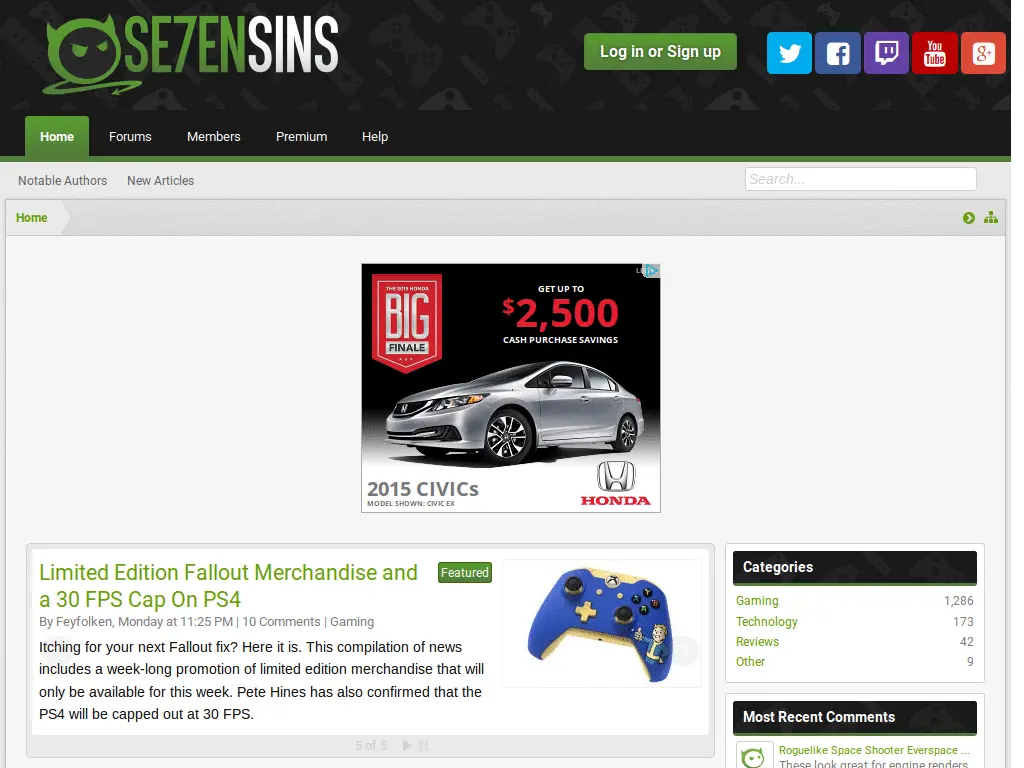 SE7ENSINS
Log in or Sign up
You
Tube
g+
Home
Forums
Members
Premium
Help
Notable Authors
New Articles
Search...
Home
THE 2015 HONDA
BIG
FINALE
GET UP TO
$2,500
CASH PURCHASE SAVINGS
2015 CIVICs
MODEL SHOWN: CIVIC EX
HONDA
Limited Edition Fallout Merchandise and
a 30 FPS Cap On PS4
Featured
By Feyfolken, Monday at 11:25 PM | 10 Comments | Gaming
Itching for your next Fallout fix? Here it is. This compilation of news
includes a week-long promotion of limited edition merchandise that will
only be available for this week. Pete Hines has also confirmed that the
PS4 will be capped out at 30 FPS.
5 of 5
Categories
Gaming 1,286
Technology 173
Reviews 42
Other 9
Most Recent Comments
Roguelike Space Shooter Everspace ...
These look great for engine renders